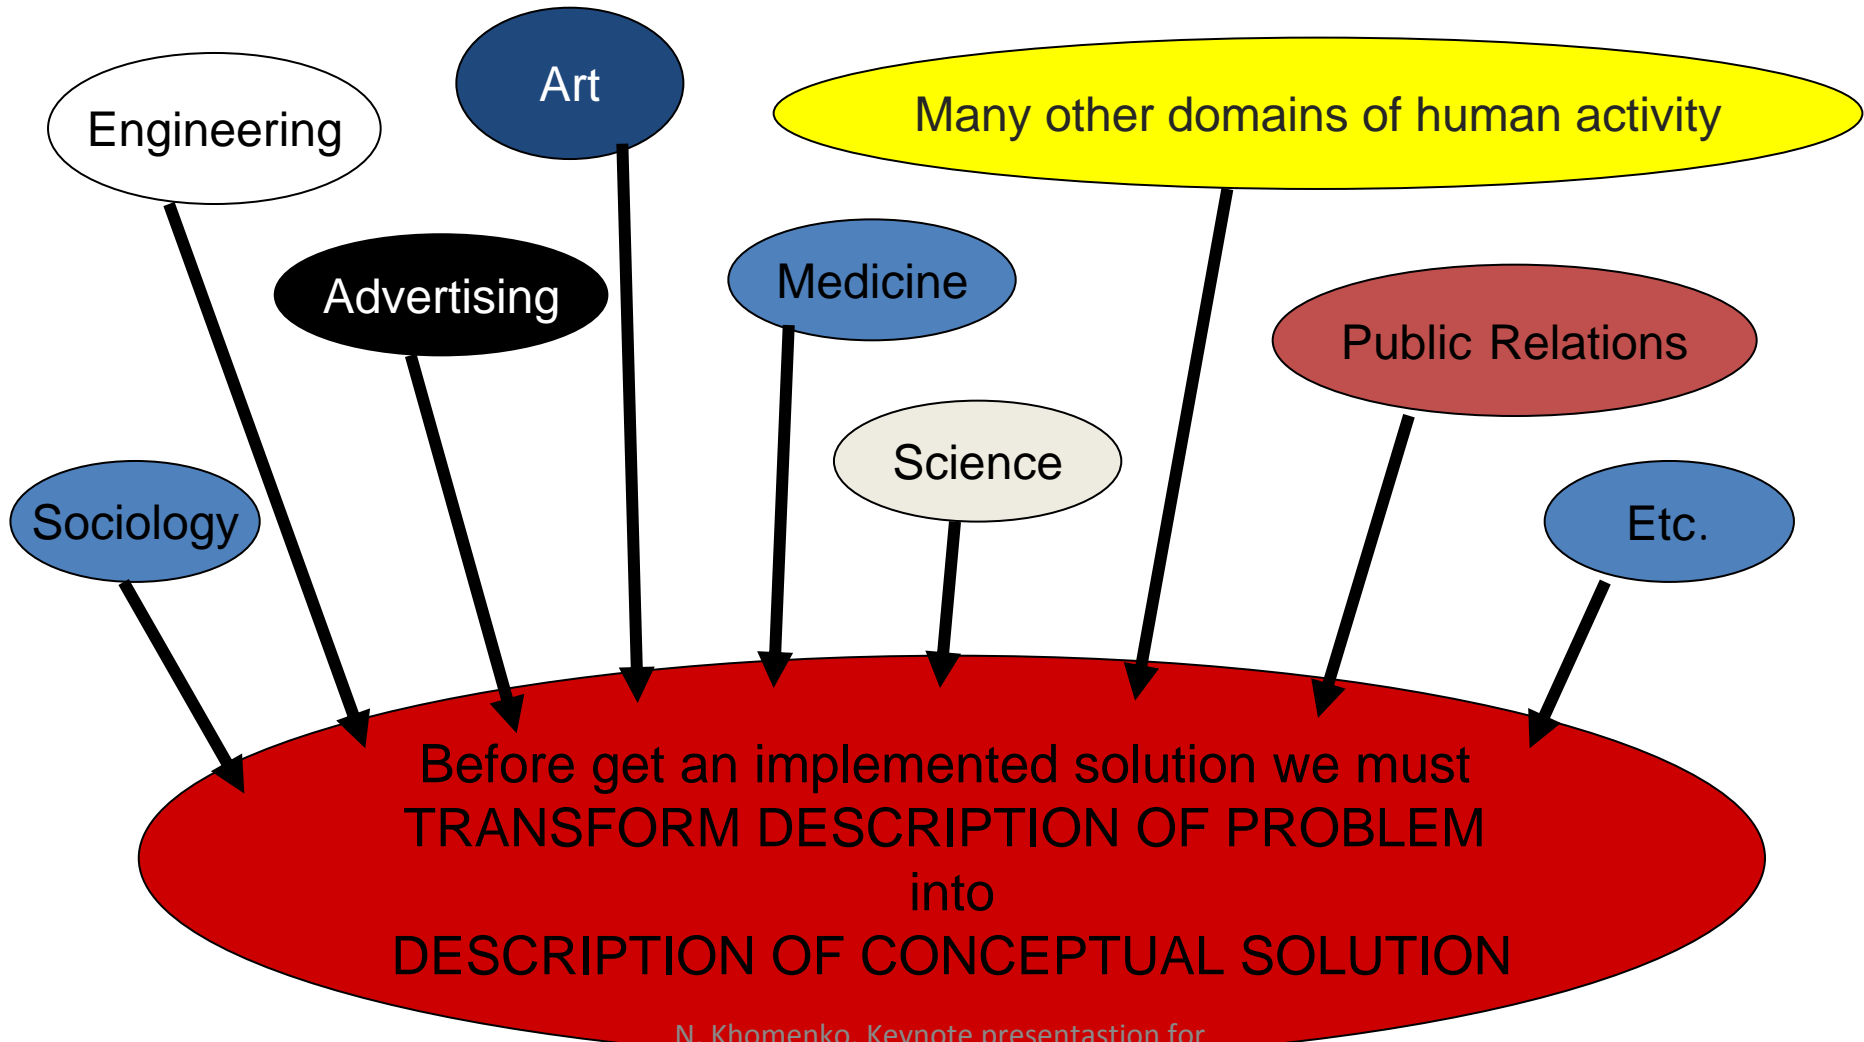 Art
Many other domains of human activity
Engineering
Advertising
Medicine
Public Relations
Science
Sociology
Etc.
Before get an implemented solution we must
TRANSFORM DESCRIPTION OF PROBLEM
into
DESCRIPTION OF CONCEPTUAL SOLUTION
N. Khomenko. Keynote presentastion for